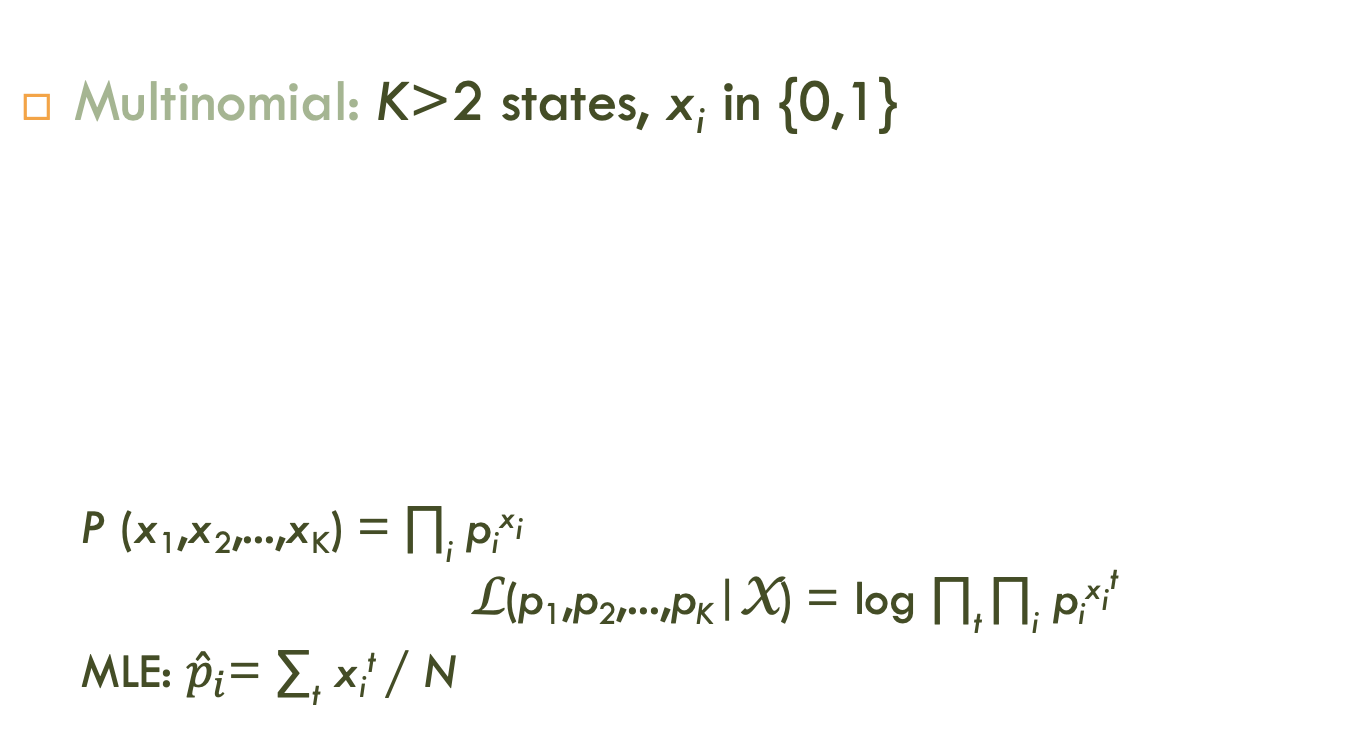 Multinomial: K>2 states, xᵢ in {0,1}
P (x₁,x₂,...,x_K) = ∏ᵢ pᵢ^xᵢ
ℒ(p₁,p₂,...,p_K|𝒳) = log ∏ₜ∏ᵢ pᵢ^xᵢᵗ
MLE: p̂ᵢ= ∑ₜ xᵢᵗ / N